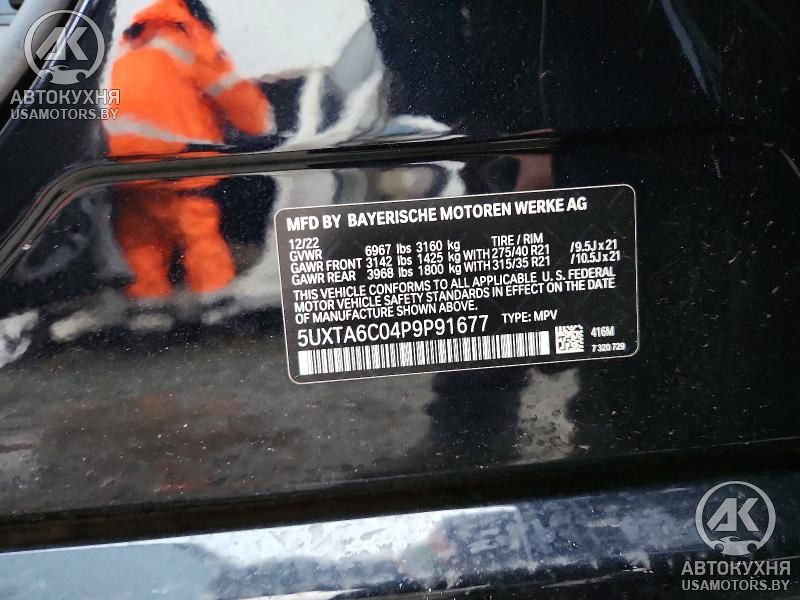 AK
АВТОКУХНЯ
USAMOTORS.BY
MFD BY BAYERISCHE MOTOREN WERKE AG
12/22
GVWR 6967 lbs 3160 kg TIRE / RIM
GAWR FRONT 3142 lbs 1425 kg WITH 275/40 R21 /9.5J x 21
GAWR REAR 3968 lbs 1800 kg WITH 315/35 R21 /10.5J x 21
THIS VEHICLE CONFORMS TO ALL APPLICABLE U. S. FEDERAL
MOTOR VEHICLE SAFETY STANDARDS IN EFFECT ON THE DATE
OF MANUFACTURE SHOWN ABOVE.
5UXTA6C04P9P91677 TYPE: MPV
416M
7 320 729
AK
АВТОКУХНЯ
USAMOTORS.BY